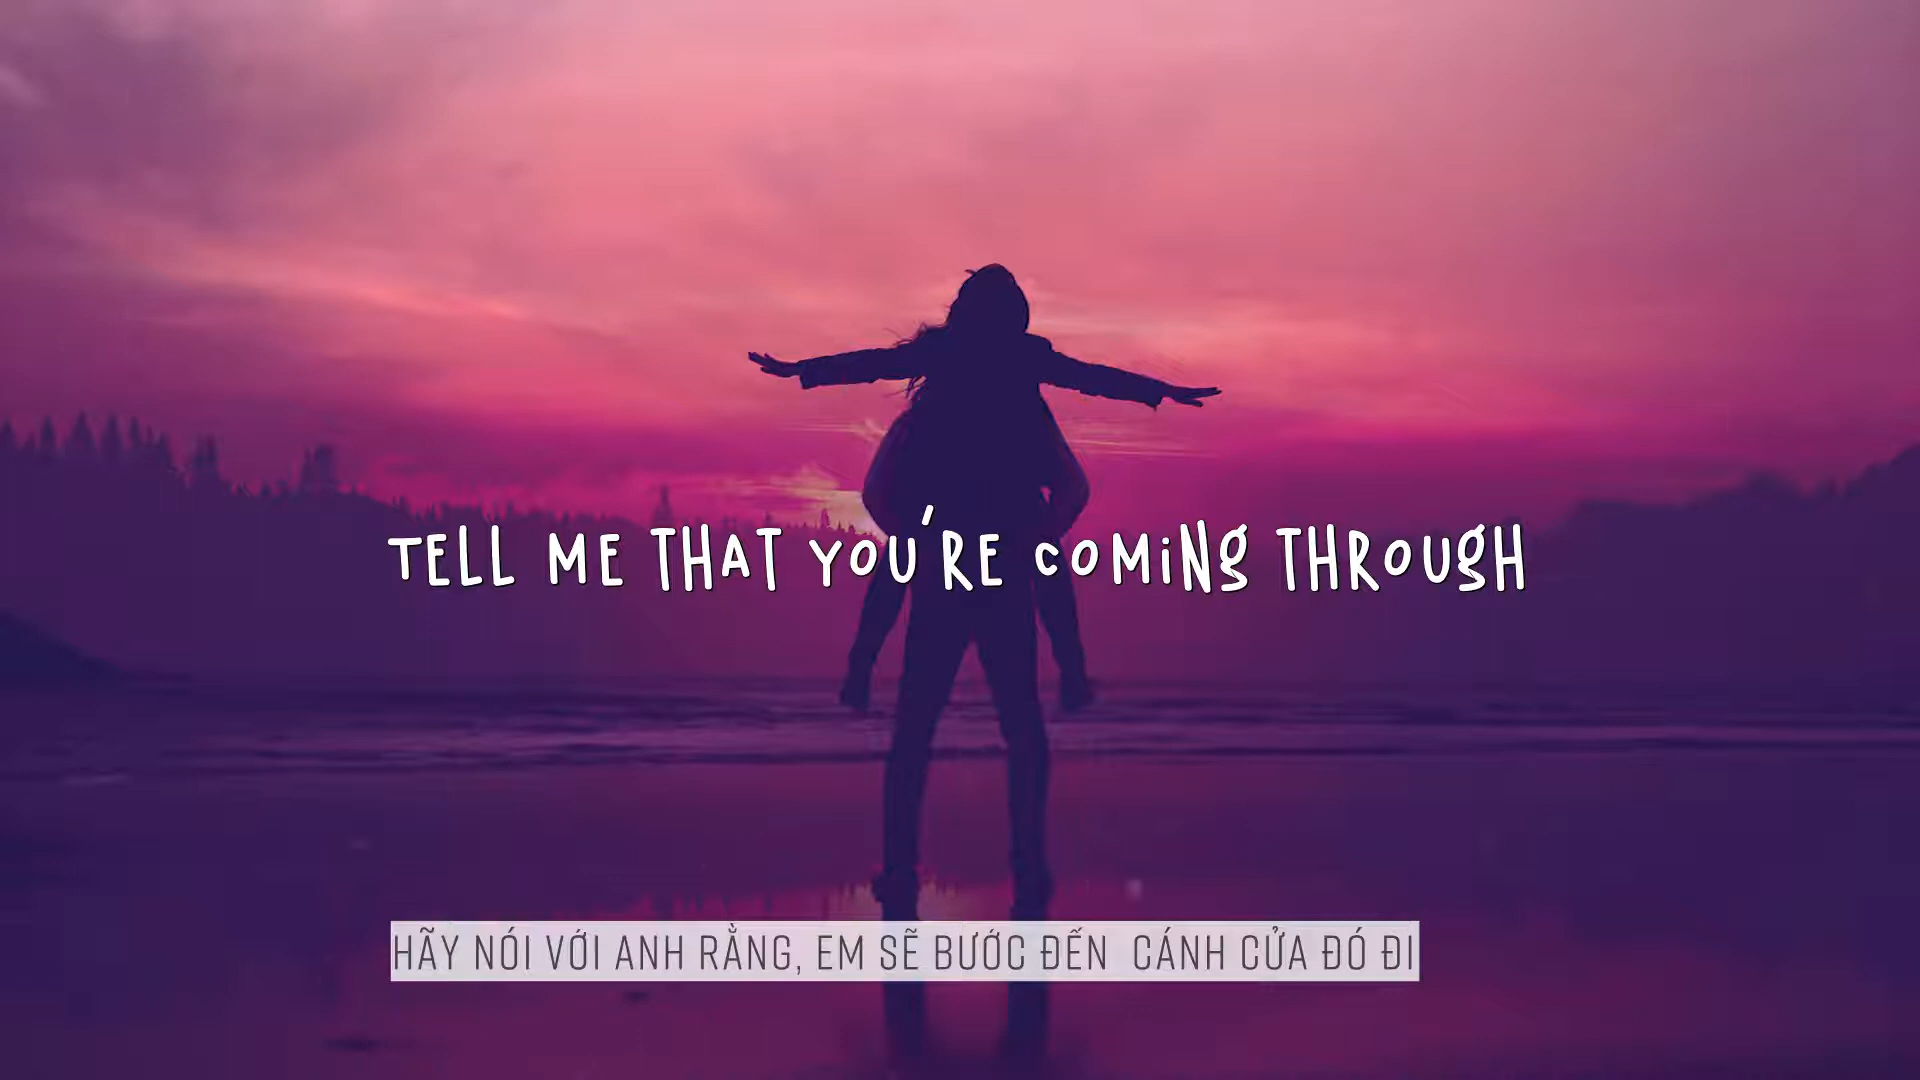 TELL ME THAT YOU'RE COMING THROUGH
HÃY NÓI VỚI ANH RẰNG, EM SẼ BƯỚC ĐẾN CÁNH CỬA ĐÓ ĐI